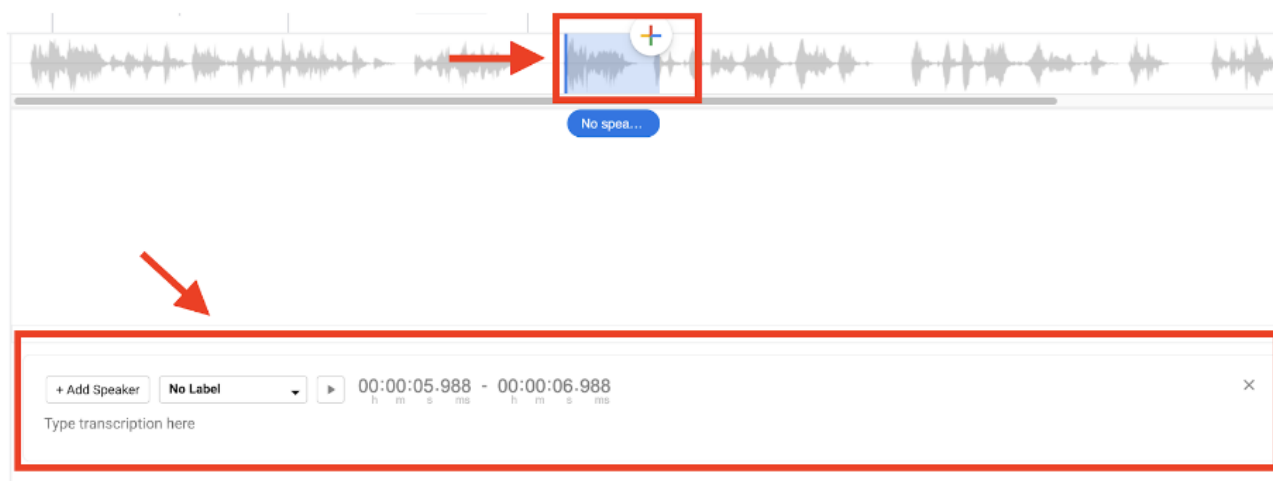 No spea...
+ Add Speaker No Label 00:00:05.988 - 00:00:06.988
h m s ms h m s ms
Type transcription here